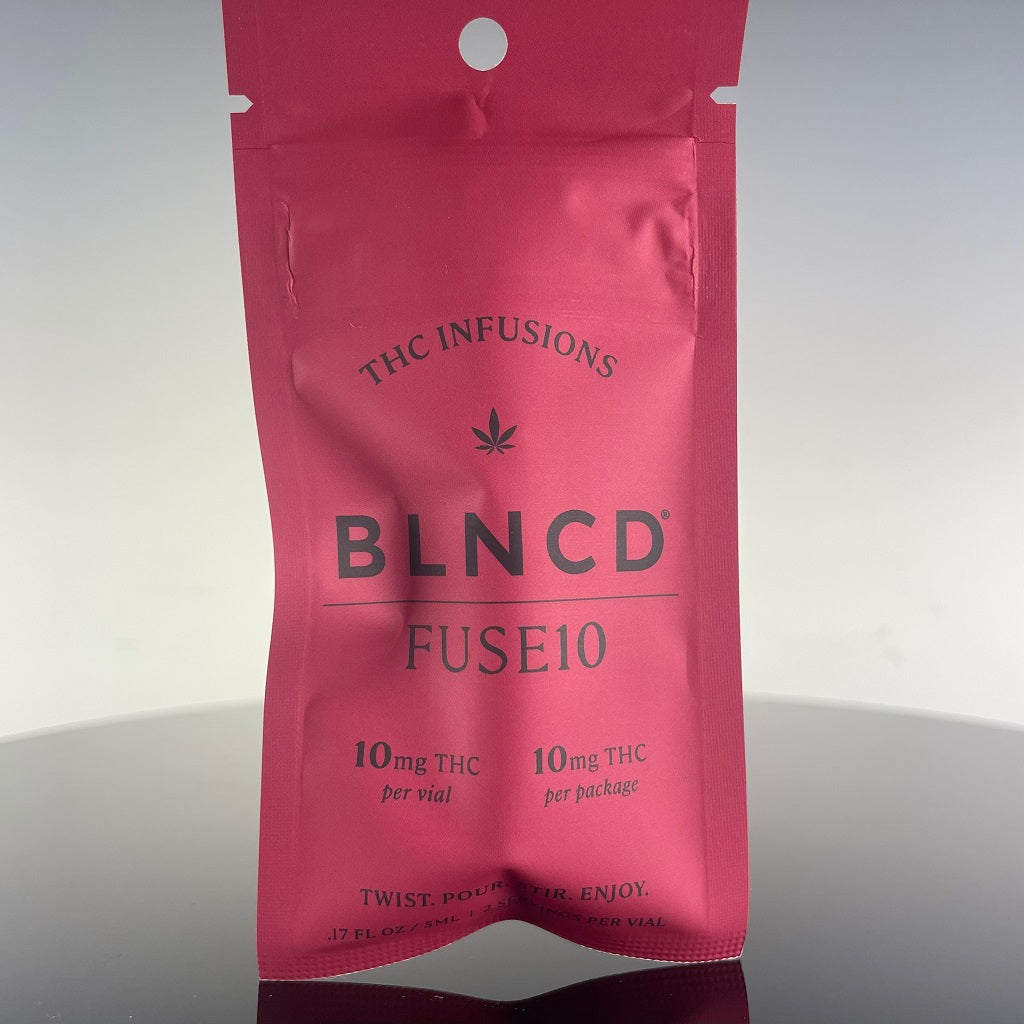 THC INFUSIONS
BLNCD®
FUSE10
10mg THC
per vial
10mg THC
per package
TWIST. POUR. STIR. ENJOY.
.17 FL OZ / 5ML | 2 SERVINGS PER VIAL